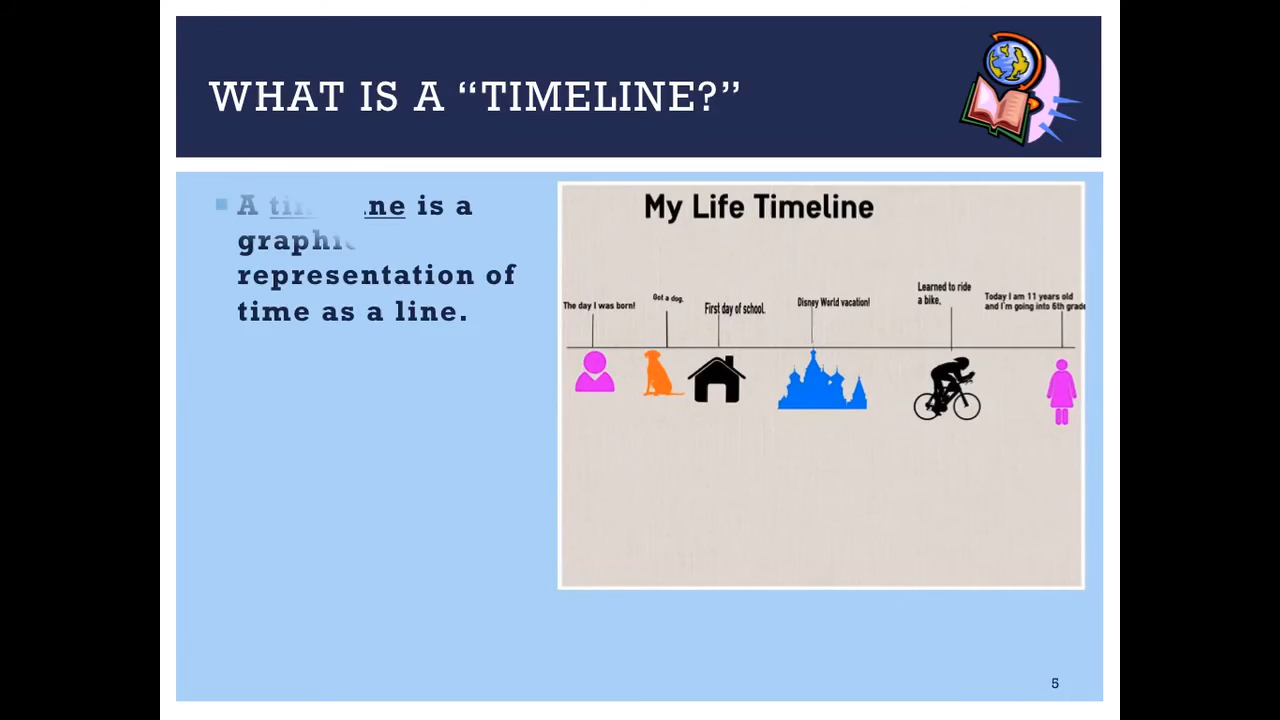 WHAT IS A “TIMELINE?”
A is a
representation of
time as a line.
My Life Timeline
The day I was born!
Got a dog.
First day of school.
Disney World vacation!
Learned to ride
a bike,
Today I am 11 years old
and I'm going into 6th grade
5